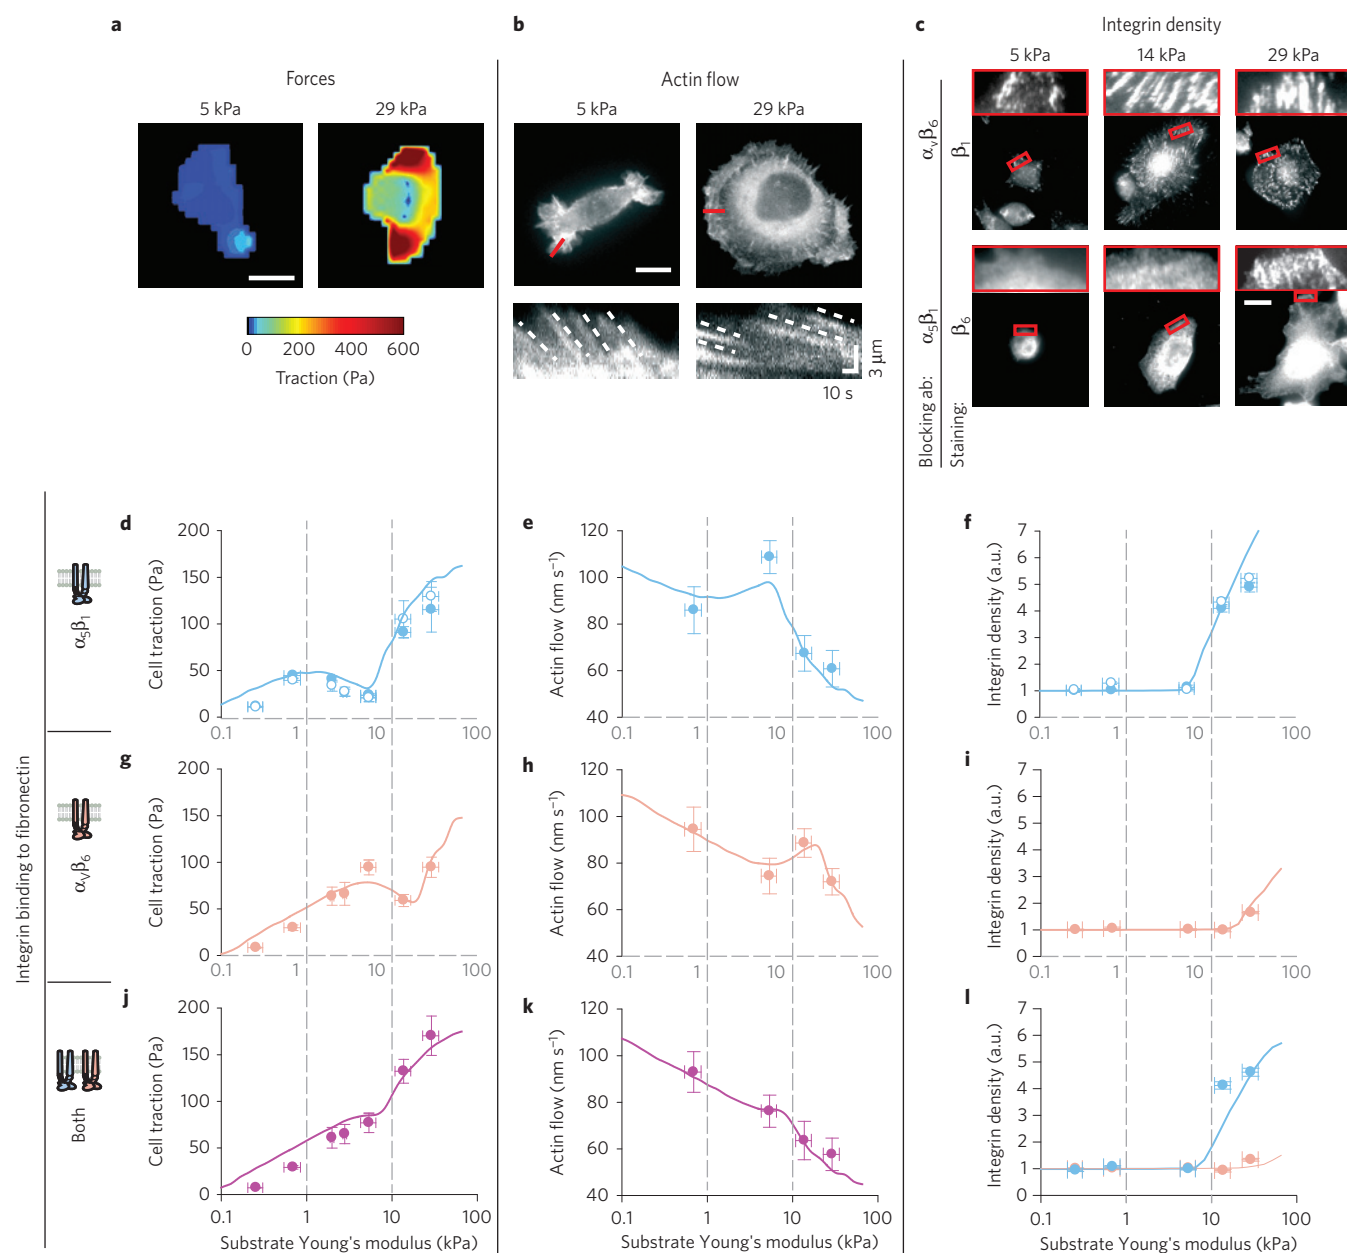 a
Forces
5 kPa
29 kPa
0
200
400
600
Traction (Pa)
b
Actin flow
5 kPa
29 kPa
3 μm
10 s
c
Integrin density
5 kPa
14 kPa
29 kPa
αvβ6
β1
α5β1
β6
Blocking ab:
Staining:
Integrin binding to fibronectin
α5β1
d
Cell traction (Pa)
200
150
100
50
0
0.1
1
10
100
e
Actin flow (nm s−1)
120
100
80
60
40
0.1
1
10
100
f
Integrin density (a.u.)
7
6
5
4
3
2
1
0
0.1
1
10
100
αVβ6
g
Cell traction (Pa)
200
150
100
50
0
0.1
1
10
100
h
Actin flow (nm s−1)
120
100
80
60
40
0.1
1
10
100
i
Integrin density (a.u.)
7
6
5
4
3
2
1
0
0.1
1
10
100
Both
j
Cell traction (Pa)
200
150
100
50
0
0.1
1
10
100
Substrate Young's modulus (kPa)
k
Actin flow (nm s−1)
120
100
80
60
40
0.1
1
10
100
Substrate Young's modulus (kPa)
l
Integrin density (a.u.)
7
6
5
4
3
2
1
0
0.1
1
10
100
Substrate Young's modulus (kPa)